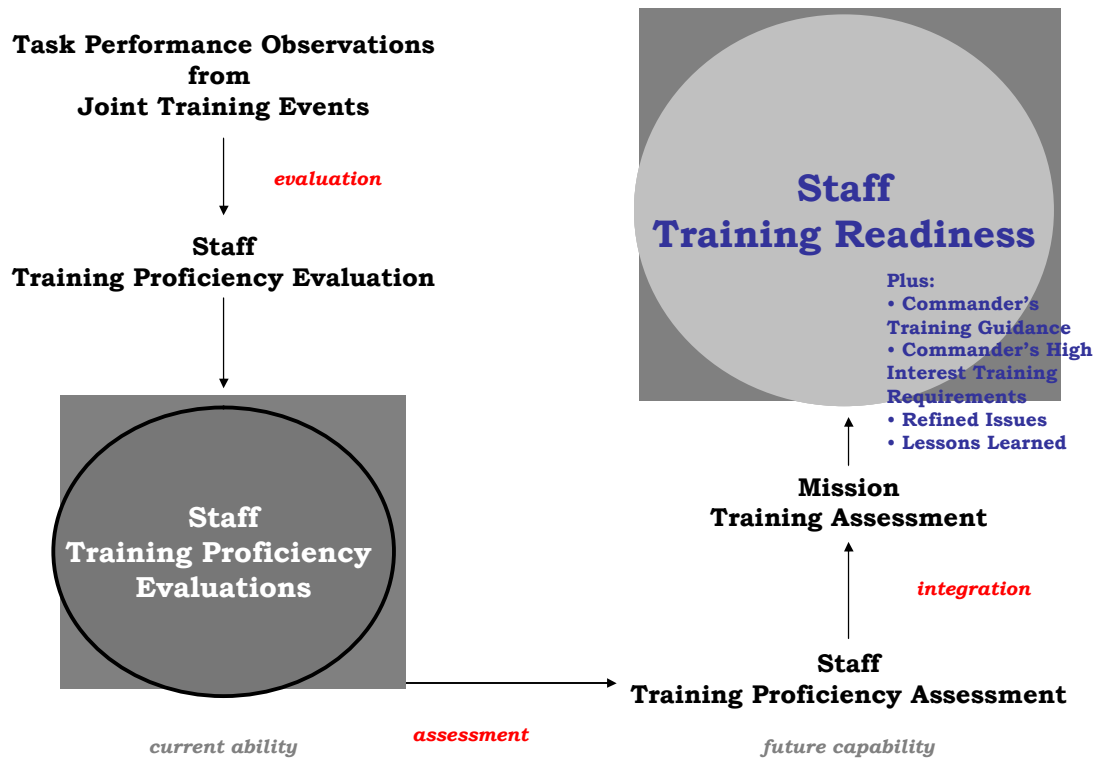 Task Performance Observations
from
Joint Training Events
evaluation
Staff
Training Proficiency Evaluation
Staff
Training Proficiency
Evaluations
current ability
assessment
Staff
Training Readiness
Plus:
• Commander’s
Training Guidance
• Commander’s High
Interest Training
Requirements
• Refined Issues
• Lessons Learned
Mission
Training Assessment
integration
Staff
Training Proficiency Assessment
future capability